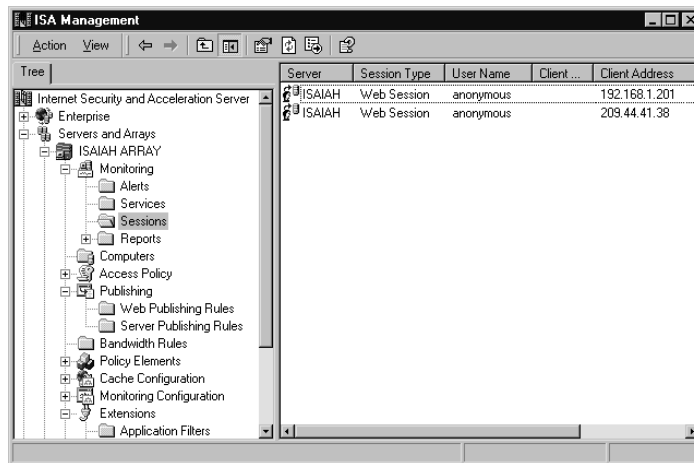 ISA Management
Action View
Tree
Internet Security and Acceleration Server
Enterprise
Servers and Arrays
ISAIAH ARRAY
Monitoring
Alerts
Services
Sessions
Reports
Computers
Access Policy
Publishing
Web Publishing Rules
Server Publishing Rules
Bandwidth Rules
Policy Elements
Cache Configuration
Monitoring Configuration
Extensions
Application Filters
Server Session Type User Name Client ... Client Address
ISAIAH Web Session anonymous 192.168.1.201
ISAIAH Web Session anonymous 209.44.41.38